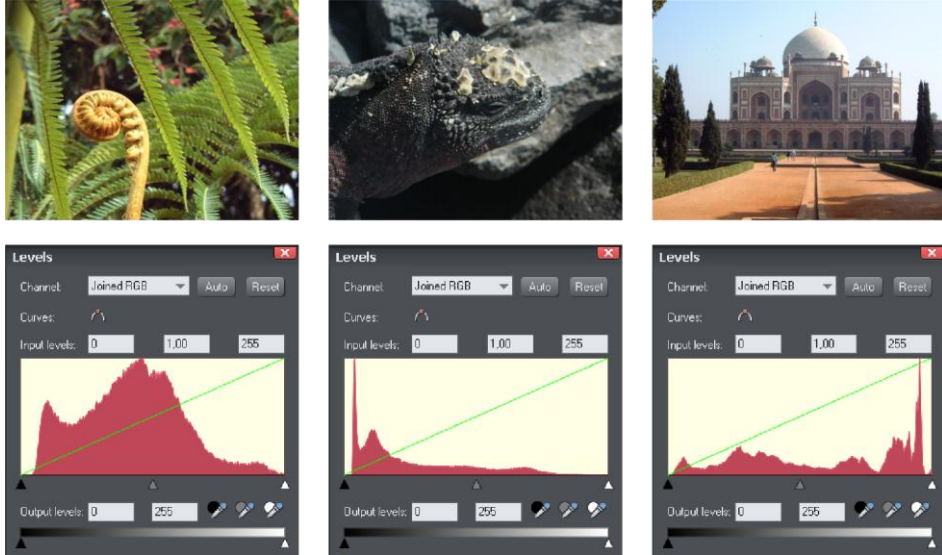 Levels
Channel: Joined RGB Auto Reset
Curves:
Input levels: 0 1,00 255
Output levels: 0 255
Levels
Channel: Joined RGB Auto Reset
Curves:
Input levels: 0 1,00 255
Output levels: 0 255
Levels
Channel: Joined RGB Auto Reset
Curves:
Input levels: 0 1,00 255
Output levels: 0 255